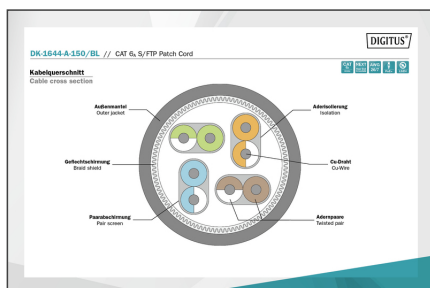 DIGITUS®
DK-1644-A-150/BL // CAT 6A S/FTP Patch Cord
Kabelquerschnitt
Cable cross section
Außenmantel
Outer jacket
Aderisolierung
Isolation
Geflechtschirmung
Braid shield
Cu-Draht
Cu-Wire
Paarabschirmung
Pair screen
Adernpaare
Twisted pair